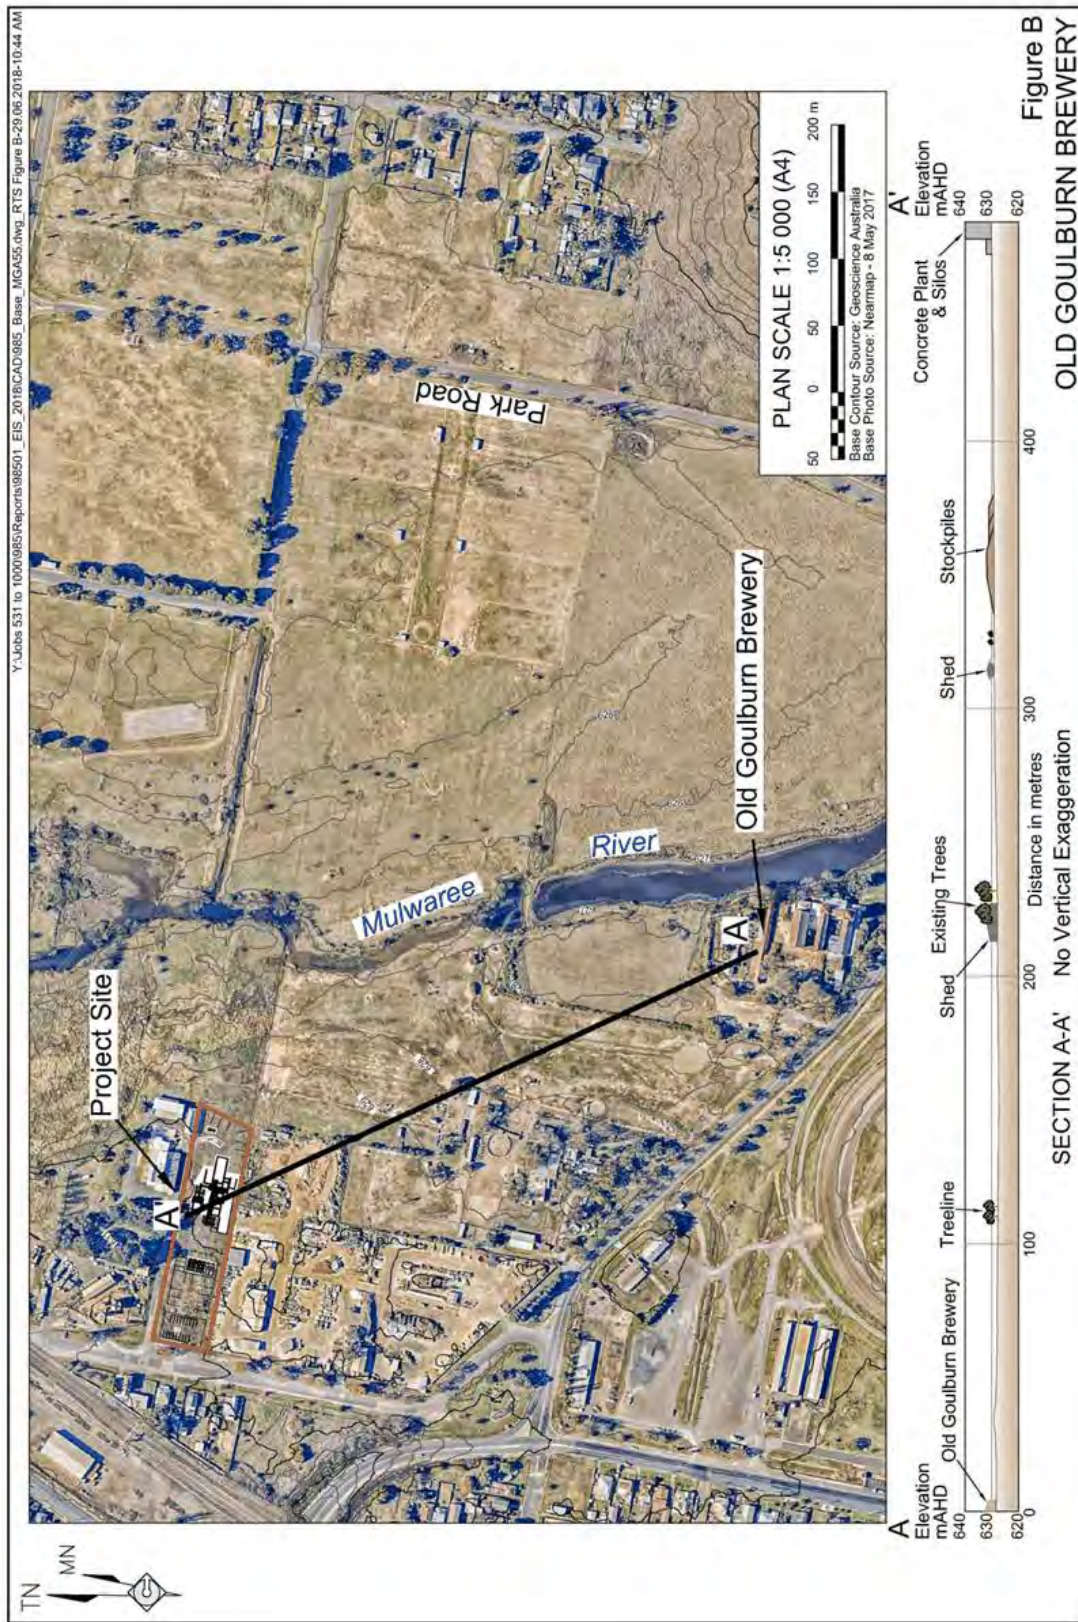 Y:\Jobs 531 to 1000\985\Reports\98501_EIS_2018\CAD\985_Base_MGA55.dwg_RTS Figure B-29.06.2018-10:44 AM
TN
MN
Project Site
A'
Mulwaree
River
Park Road
Old Goulburn Brewery
A
PLAN SCALE 1:5 000 (A4)
50 0 50 100 150 200 m
Base Contour Source: Geoscience Australia
Base Photo Source: Nearmap - 8 May 2017
A
Elevation
mAHD
640
630
620
Old Goulburn Brewery
Treeline
Shed
Existing Trees
Shed
Stockpiles
Concrete Plant
& Silos
A'
Elevation
mAHD
640
630
620
0 100 200 300 400
Distance in metres
SECTION A-A' No Vertical Exaggeration
Figure B
OLD GOULBURN BREWERY